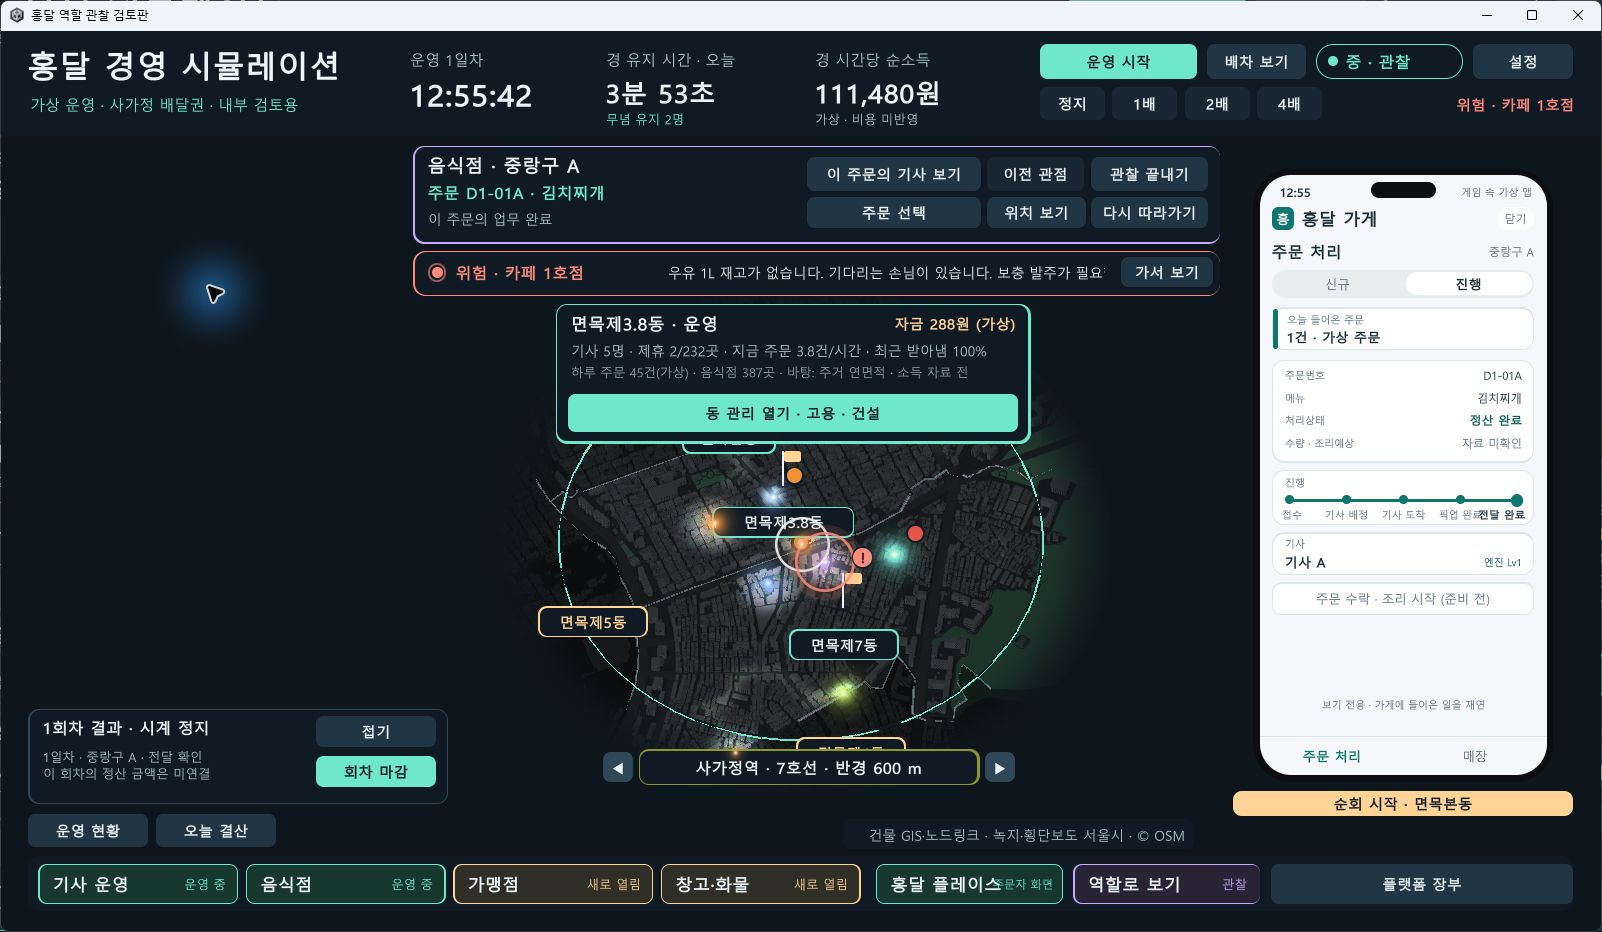 홍달 역할 관찰 검토판
홍달 경영 시뮬레이션
가상 운영 · 사가정 배달권 · 내부 검토용
운영 1일차
12:55:42
경 유지 시간 · 오늘
3분 53초
무념 유지 2명
경 시간당 순소득
111,480원
가상 · 비용 미반영
운영 시작
배차 보기
중 · 관찰
설정
정지
1배
2배
4배
위험 · 카페 1호점
음식점 · 중랑구 A
주문 D1-01A · 김치찌개
이 주문의 업무 완료
이 주문의 기사 보기
이전 관점
관찰 끝내기
주문 선택
위치 보기
다시 따라가기
위험 · 카페 1호점
우유 1L 재고가 없습니다. 기다리는 손님이 있습니다. 보충 발주가 필요
가서 보기
면목제3.8동 · 운영
자금 288원 (가상)
기사 5명 · 제휴 2/232곳 · 지금 주문 3.8건/시간 · 최근 받아냄 100%
하루 주문 45건(가상) · 음식점 387곳 · 바탕: 주거 연면적 · 소득 자료 전
동 관리 열기 · 고용 · 건설
면목제3.8동
!
면목제5동
면목제7동
◀
사가정역 · 7호선 · 반경 600 m
▶
12:55
게임 속 가상 앱
홍
홍달 가게
닫기
주문 처리
중랑구 A
신규
진행
오늘 들어온 주문
1건 · 가상 주문
주문번호
D1-01A
메뉴
김치찌개
처리상태
정산 완료
수량 · 조리예상
자료 미확인
진행
접수
기사 배정
기사 도착
픽업 완료
전달 완료
기사
기사 A
엔진 Lv1
주문 수락 · 조리 시작 (준비 전)
보기 전용 · 가게에 들어온 일을 재연
주문 처리
매장
순회 시작 · 면목본동
1회차 결과 · 시계 정지
1일차 · 중랑구 A · 전달 확인
이 회차의 정산 금액은 미연결
접기
회차 마감
운영 현황
오늘 결산
건물 GIS·노드링크 · 녹지·횡단보도 서울시 · © OSM
기사 운영
운영 중
음식점
운영 중
가맹점
새로 열림
창고·화물
새로 열림
홍달 플레이스
주문자 화면
역할로 보기
관찰
플랫폼 장부